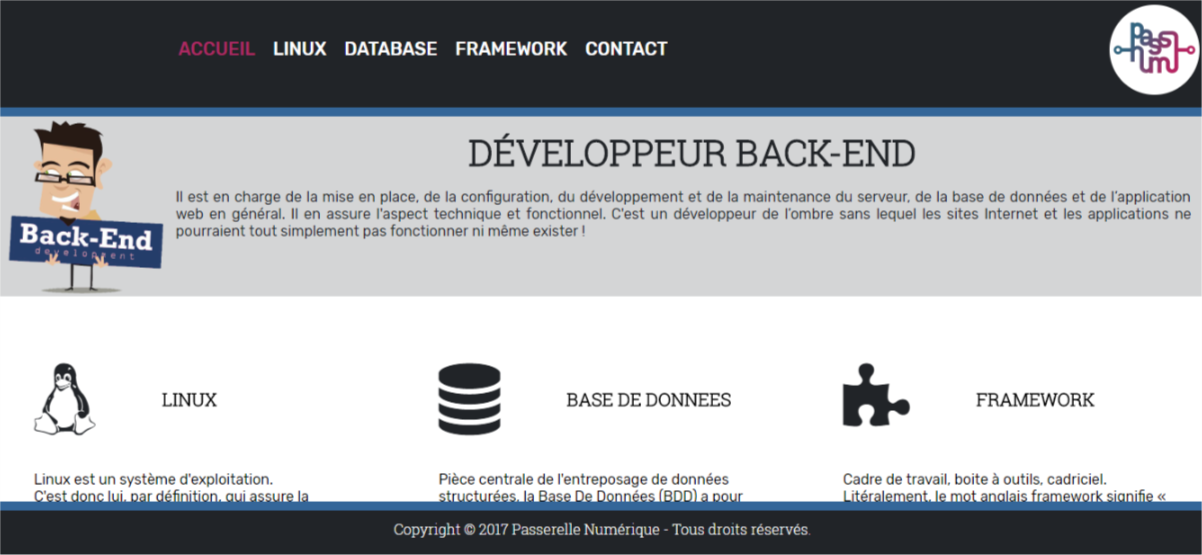 ACCUEIL LINUX DATABASE FRAMEWORK CONTACT
Pass
num
DÉVELOPPEUR BACK-END
Il est en charge de la mise en place, de la configuration, du développement et de la maintenance du serveur, de la base de données et de l'application
web en général. Il en assure l'aspect technique et fonctionnel. C'est un développeur de l'ombre sans lequel les sites Internet et les applications ne
pourraient tout simplement pas fonctionner ni même exister !
Back-End
development
LINUX
Linux est un système d'exploitation.
C'est donc lui, par définition, qui assure la
BASE DE DONNEES
Pièce centrale de l'entreposage de données
structurées, la Base De Données (BDD) a pour
FRAMEWORK
Cadre de travail, boite à outils, cadriciel.
Litéralement, le mot anglais framework signifie «
Copyright © 2017 Passerelle Numérique - Tous droits réservés.